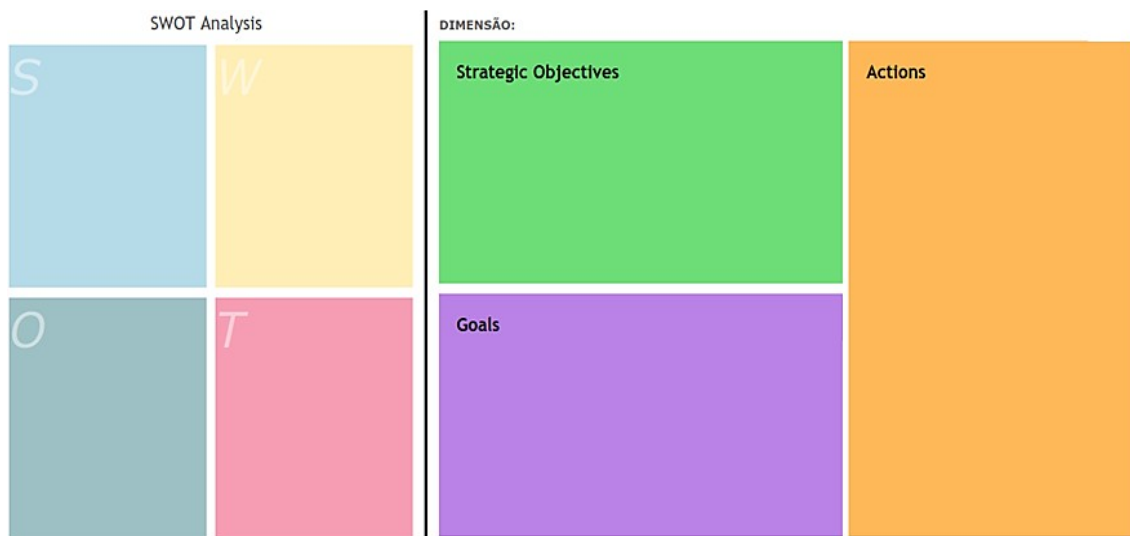 SWOT Analysis
S
W
O
T
DIMENSÃO:
Strategic Objectives
Actions
Goals